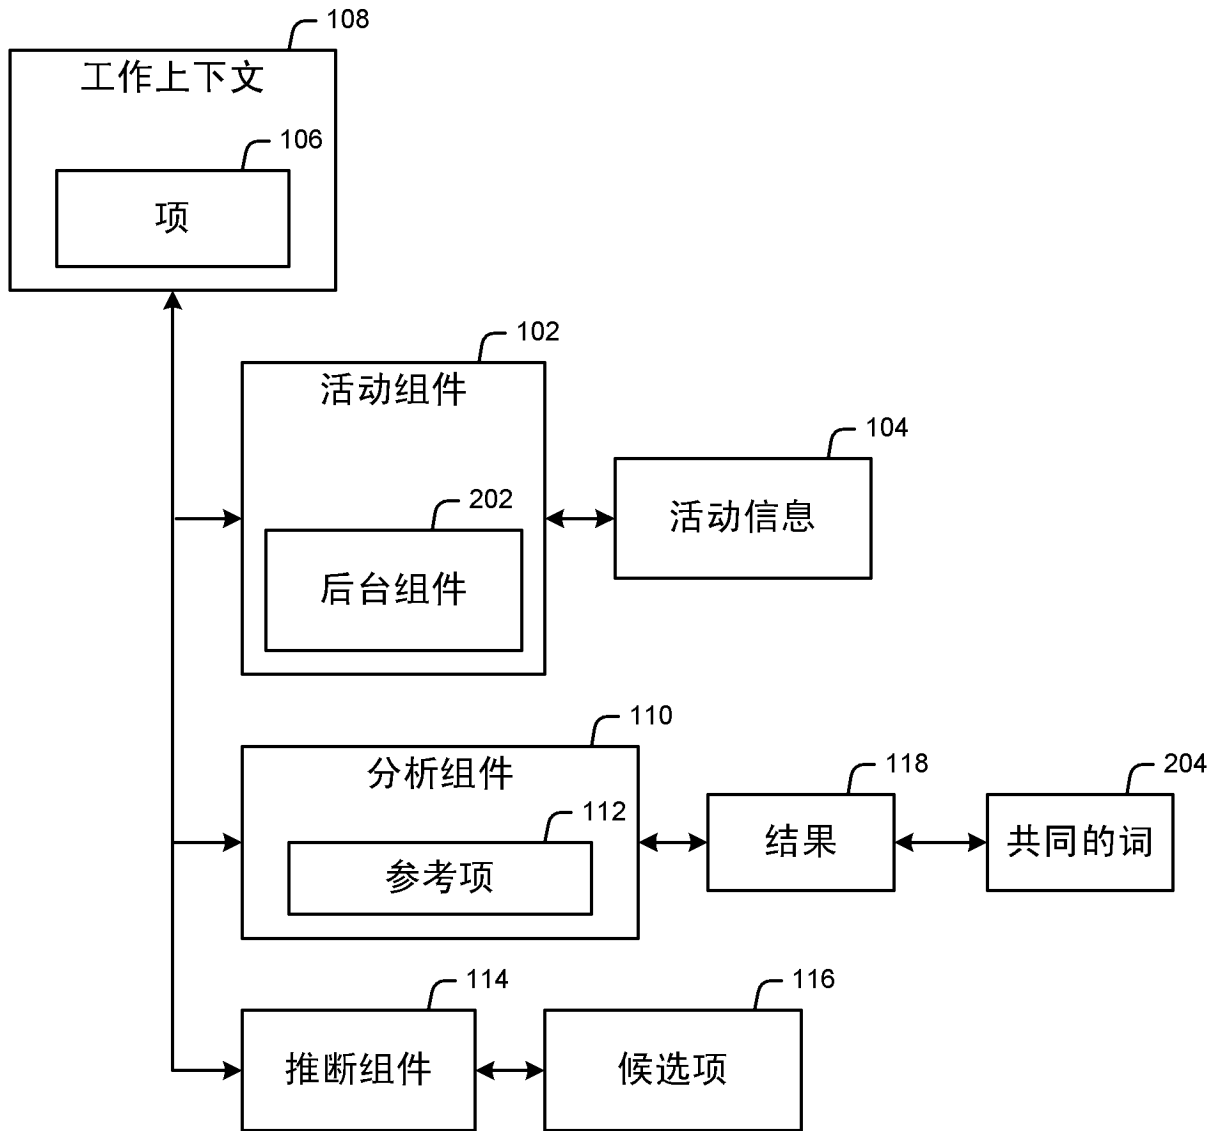 108
工作上下文
106
项
102
活动组件
104
活动信息
202
后台组件
110
分析组件
112
参考项
118
结果
204
共同的词
114
推断组件
116
候选项